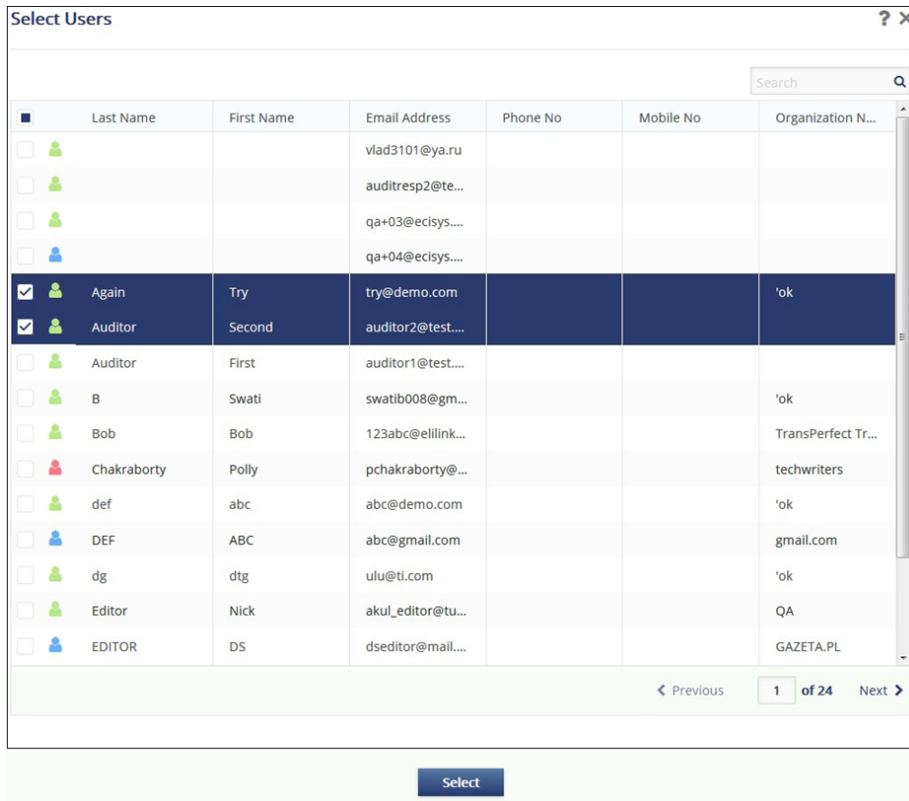 Select Users ?
Search
Last Name First Name Email Address Phone No Mobile No Organization N...
vlad3101@ya.ru
auditresp2@te...
qa+03@ecisys....
qa+04@ecisys....
Again Try try@demo.com 'ok
Auditor Second auditor2@test....
Auditor First auditor1@test....
B Swati swatib008@gm... 'ok
Bob Bob 123abc@elilink... TransPerfect Tr...
Chakraborty Polly pchakraborty@... techwriters
def abc abc@demo.com 'ok
DEF ABC abc@gmail.com gmail.com
dg dtg ulu@ti.com 'ok
Editor Nick akul_editor@tu... QA
EDITOR DS dseditor@mail.... GAZETA.PL
Previous 1 of 24 Next
Select